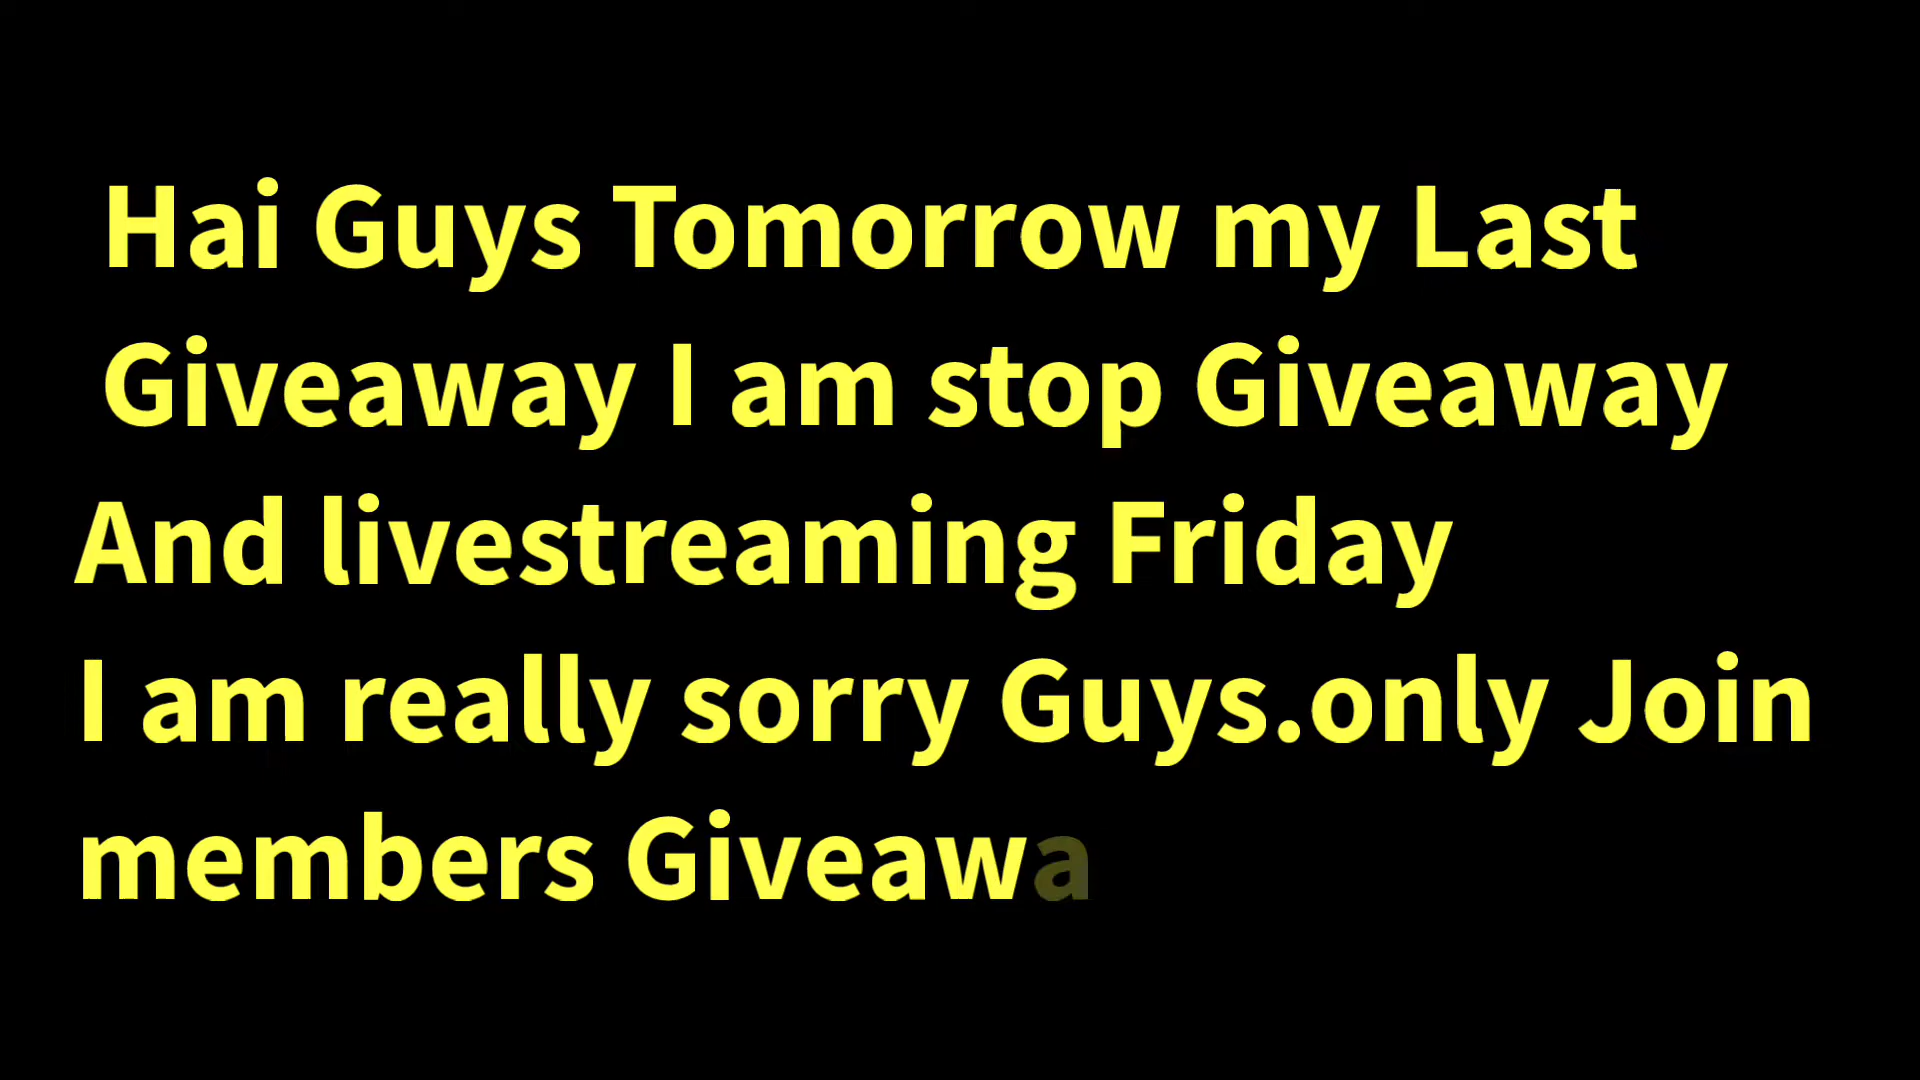 Hai Guys Tomorrow my Last
Giveaway I am stop Giveaway
And livestreaming Friday
I am really sorry Guys.only Join
members Giveawa